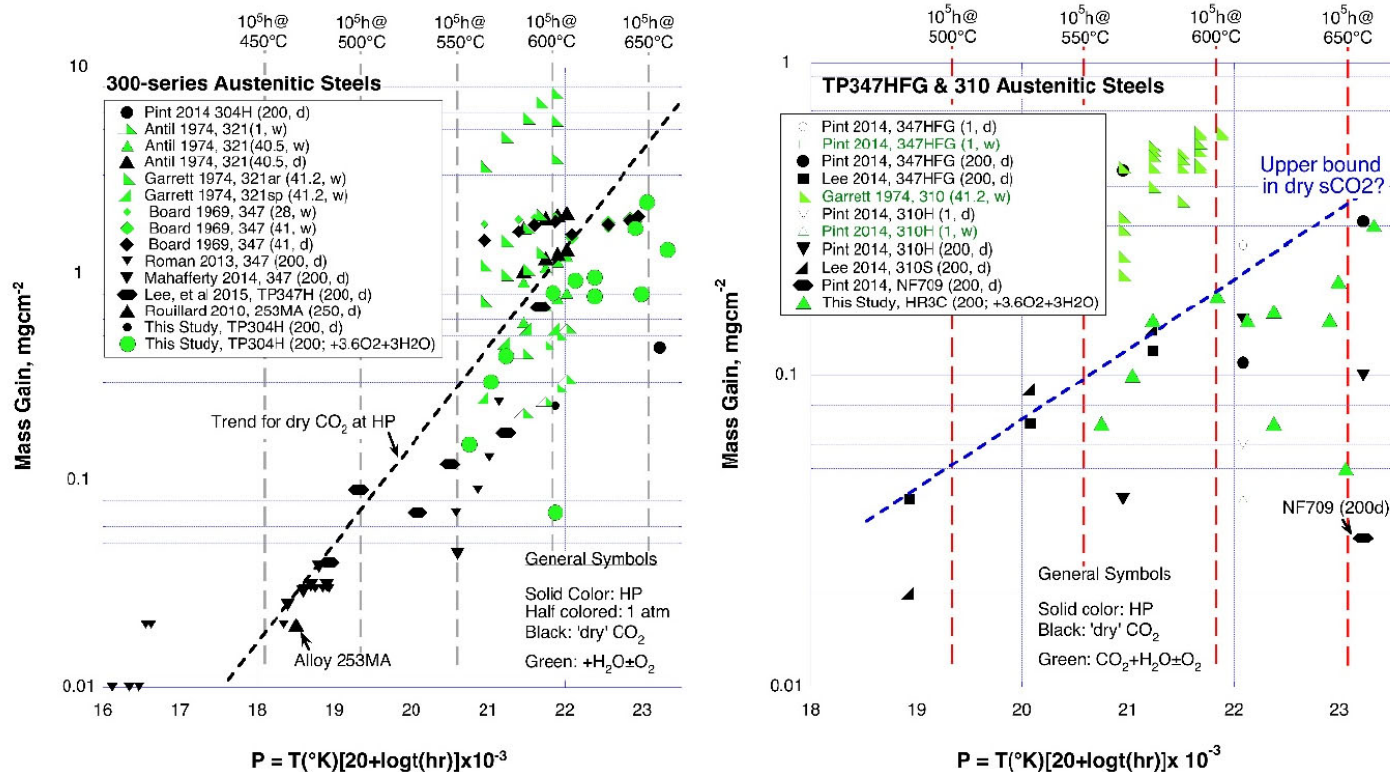 10⁵h@
450°C
10⁵h@
500°C
10⁵h@
550°C
10⁵h@
600°C
10⁵h@
650°C
10
1
0.1
0.01
Mass Gain, mgcm⁻²
300-series Austenitic Steels
Pint 2014 304H (200, d)
Antil 1974, 321(1, w)
Antil 1974, 321 (40.5, w)
Antil 1974, 321(40.5, d)
Garrett 1974, 321ar (41.2, w)
Garrett 1974, 321sp (41.2, w)
Board 1969, 347 (28, w)
Board 1969, 347 (41, w)
Board 1969, 347 (41, d)
Roman 2013, 347 (200, d)
Mahafferty 2014, 347 (200, d)
Lee, et al 2015, TP347H (200, d)
Rouillard 2010, 253MA (250, d)
This Study, TP304H (200, d)
This Study, TP304H (200; +3.6O2+3H2O)
Trend for dry CO₂ at HP
Alloy 253MA
General Symbols
Solid Color: HP
Half colored: 1 atm
Black: 'dry' CO₂
Green: +H₂O±O₂
16 17 18 19 20 21 22
P = T(°K)[20+logt(hr)]x10⁻³
10⁵h@
500°C
10⁵h@
550°C
10⁵h@
600°C
10⁵h@
650°C
1
0.1
0.01
Mass Gain, mgcm⁻²
TP347HFG & 310 Austenitic Steels
Pint 2014, 347HFG (1, d)
Pint 2014, 347HFG (1, w)
Pint 2014, 347HFG (200, d)
Lee 2014, 347HFG (200, d)
Garrett 1974, 310 (41.2, w)
Pint 2014, 310H (1, d)
Pint 2014, 310H (1, w)
Pint 2014, 310H (200, d)
Lee 2014, 310S (200, d)
Pint 2014, NF709 (200, d)
This Study, HR3C (200; +3.6O2+3H2O)
Upper bound
in dry sCO2?
NF709 (200d)
General Symbols
Solid color: HP
Black: 'dry' CO₂
Green: CO₂+H₂O±O₂
18 19 20 21 22 23
P = T(°K)[20+logt(hr)]x 10⁻³